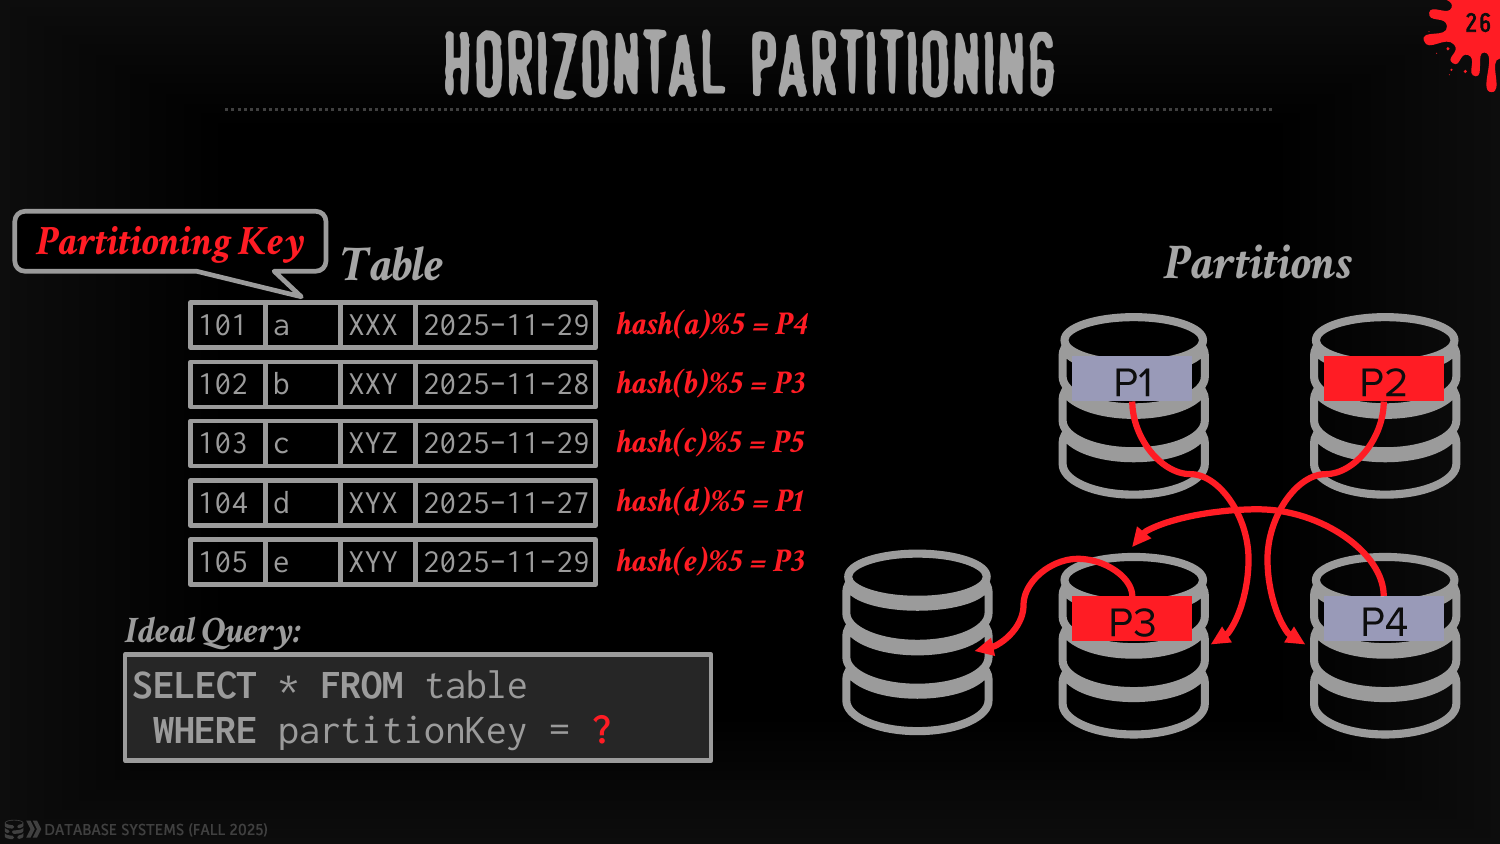 26
HORIZONTAL PARTITIONING
Partitioning Key
Table
101 a XXX 2025-11-29 hash(a)%5 = P4
102 b XXY 2025-11-28 hash(b)%5 = P3
103 c XYZ 2025-11-29 hash(c)%5 = P5
104 d XYX 2025-11-27 hash(d)%5 = P1
105 e XYY 2025-11-29 hash(e)%5 = P3
Ideal Query:
SELECT * FROM table
WHERE partitionKey = ?
Partitions
P1 P2
P3 P4
DATABASE SYSTEMS (FALL 2025)